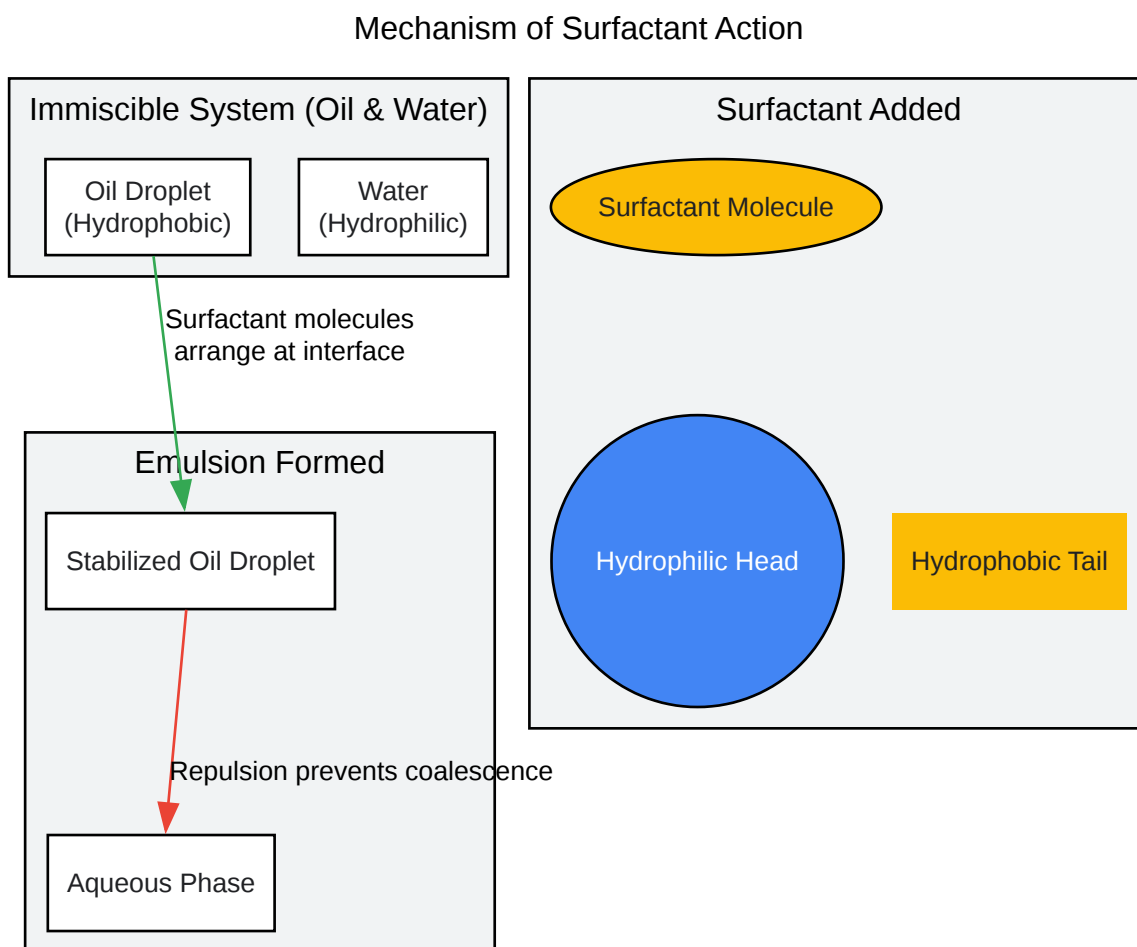 Mechanism of Surfactant Action
Immiscible System (Oil & Water)
Oil Droplet
(Hydrophobic)
Water
(Hydrophilic)
Surfactant molecules
arrange at interface
Emulsion Formed
Stabilized Oil Droplet
Repulsion prevents coalescence
Aqueous Phase
Surfactant Added
Surfactant Molecule
Hydrophilic Head
Hydrophobic Tail